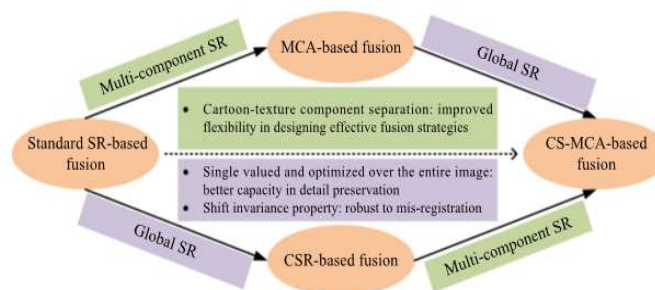 MCA-based fusion
Multi-component SR
Global SR
• Cartoon-texture component separation: improved
flexibility in designing effective fusion strategies
Standard SR-based
fusion
CS-MCA-based
fusion
• Single valued and optimized over the entire image:
better capacity in detail preservation
• Shift invariance property: robust to mis-registration
Global SR
CSR-based fusion
Multi-component SR